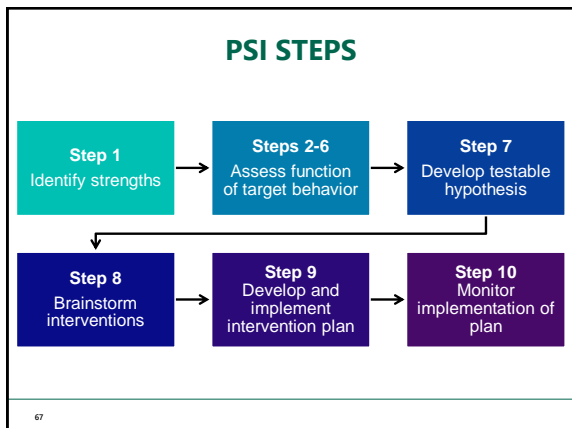 PSI STEPS
Step 1
Identify strengths
Steps 2-6
Assess function
of target behavior
Step 7
Develop testable
hypothesis
Step 8
Brainstorm
interventions
Step 9
Develop and
implement
intervention plan
Step 10
Monitor
implementation of
plan
67